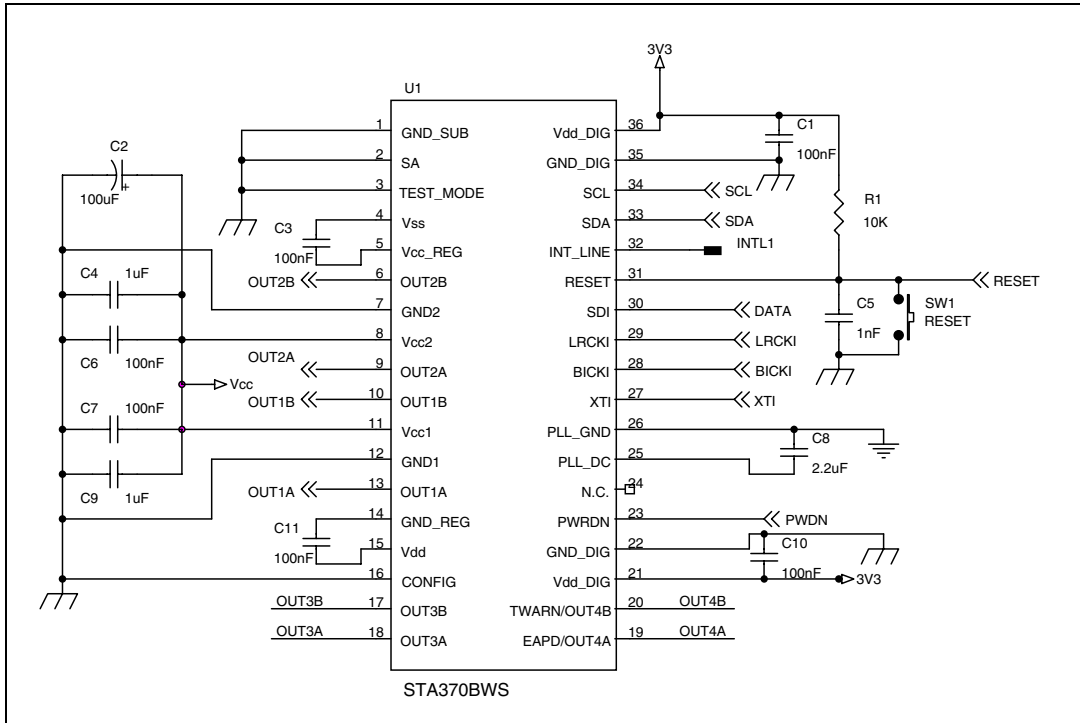 3V3
U1
1 GND_SUB
2 SA
3 TEST_MODE
4 Vss
5 Vcc_REG
6 OUT2B
7 GND2
8 Vcc2
9 OUT2A
10 OUT1B
11 Vcc1
12 GND1
13 OUT1A
14 GND_REG
15 Vdd
16 CONFIG
17 OUT3B
18 OUT3A
Vdd_DIG 36
GND_DIG 35
SCL 34
SDA 33
INT_LINE 32
RESET 31
SDI 30
LRCKI 29
BICKI 28
XTI 27
PLL_GND 26
PLL_DC 25
N.C. 24
PWRDN 23
GND_DIG 22
Vdd_DIG 21
TWARN/OUT4B 20
EAPD/OUT4A 19
STA370BWS
C2
100uF
+
C3
100nF
OUT2B
C4 1uF
C6 100nF
OUT2A
Vcc
OUT1B
C7 100nF
C9 1uF
OUT1A
C11
100nF
OUT3B
OUT3A
C1
100nF
SCL
SDA
INTL1
R1
10K
RESET
C5
1nF
SW1
RESET
DATA
LRCKI
BICKI
XTI
C8
2.2uF
PWDN
C10
100nF
3V3
OUT4B
OUT4A